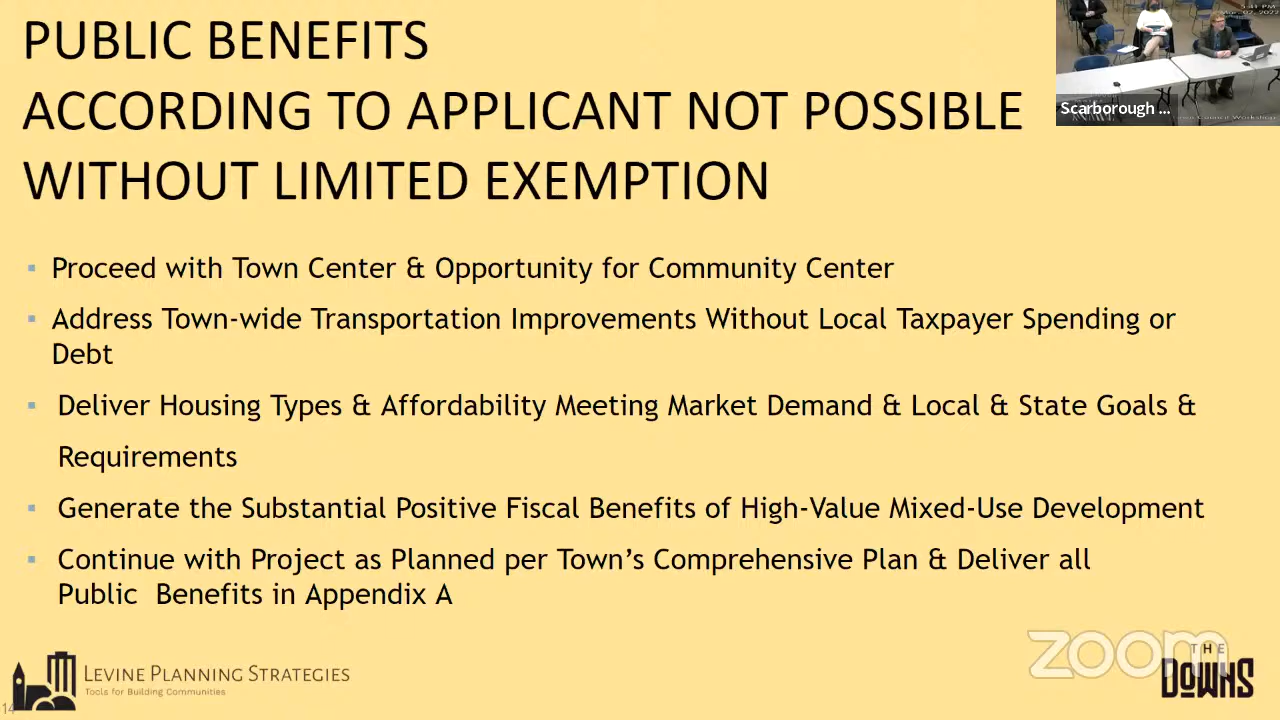 PUBLIC BENEFITS
ACCORDING TO APPLICANT NOT POSSIBLE
WITHOUT LIMITED EXEMPTION
▪ Proceed with Town Center & Opportunity for Community Center
▪ Address Town-wide Transportation Improvements Without Local Taxpayer Spending or
Debt
▪ Deliver Housing Types & Affordability Meeting Market Demand & Local & State Goals &
Requirements
▪ Generate the Substantial Positive Fiscal Benefits of High-Value Mixed-Use Development
▪ Continue with Project as Planned per Town’s Comprehensive Plan & Deliver all
Public Benefits in Appendix A
Scarborough ...
LEVINE PLANNING STRATEGIES
Tools for Building Communities
14
zoom
THE
DOWNS